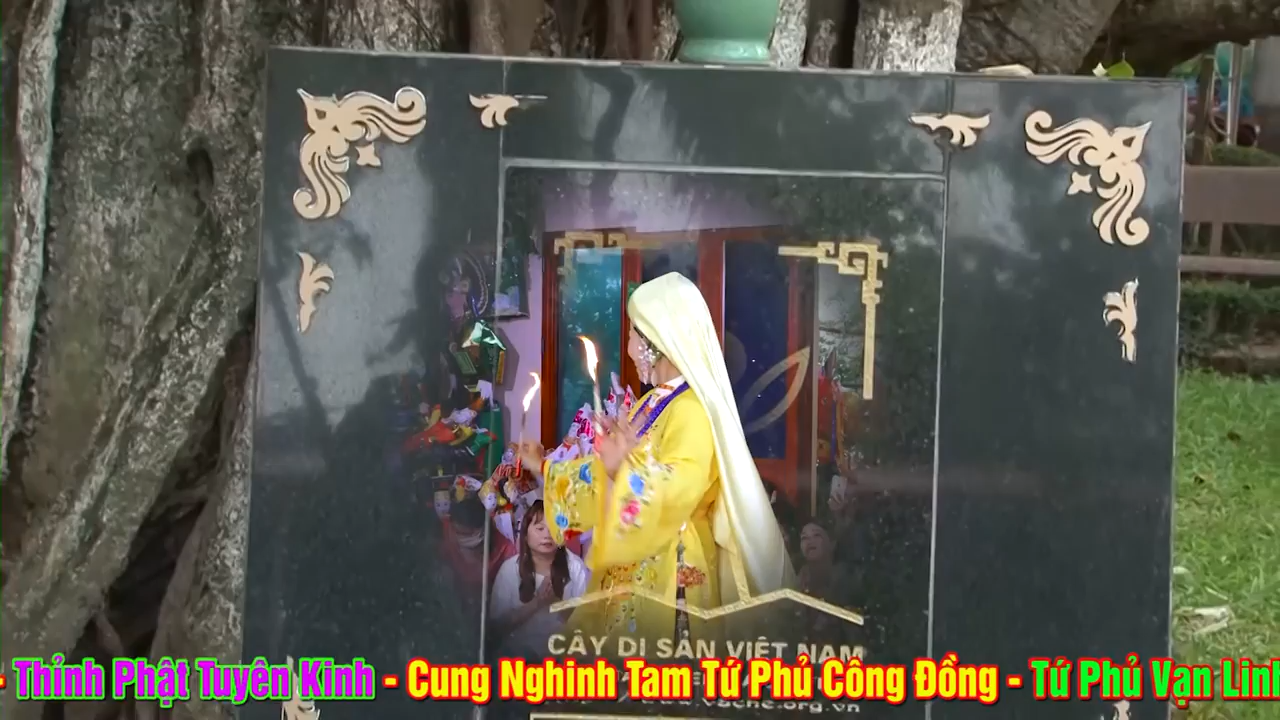 CÂY DI SẢN VIỆT NAM
- Thỉnh Phật Tuyên Kinh - Cung Nghinh Tam Tứ Phủ Công Đồng - Tứ Phủ Vạn Linh